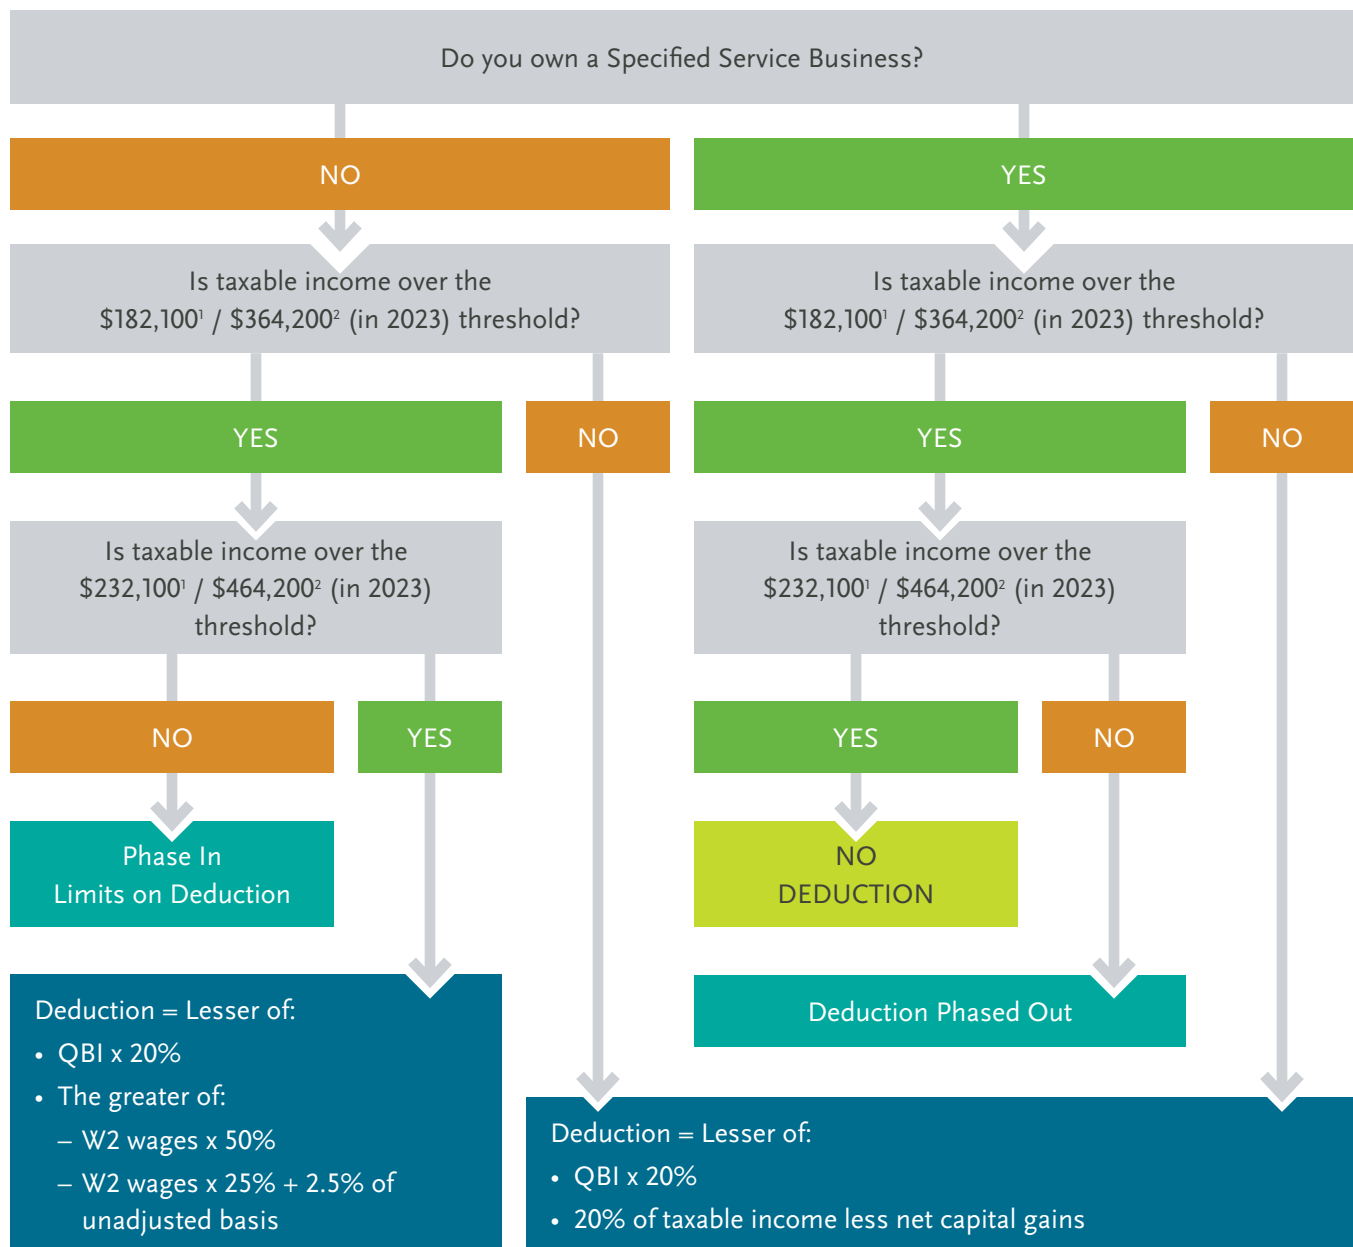 Do you own a Specified Service Business?
NO
YES
Is taxable income over the
$182,100¹ / $364,200² (in 2023) threshold?
Is taxable income over the
$182,100¹ / $364,200² (in 2023) threshold?
YES
NO
YES
NO
Is taxable income over the
$232,100¹ / $464,200² (in 2023)
threshold?
Is taxable income over the
$232,100¹ / $464,200² (in 2023)
threshold?
NO
YES
YES
NO
Phase In
Limits on Deduction
NO
DEDUCTION
Deduction = Lesser of:
• QBI x 20%
• The greater of:
– W2 wages x 50%
– W2 wages x 25% + 2.5% of
unadjusted basis
Deduction Phased Out
Deduction = Lesser of:
• QBI x 20%
• 20% of taxable income less net capital gains